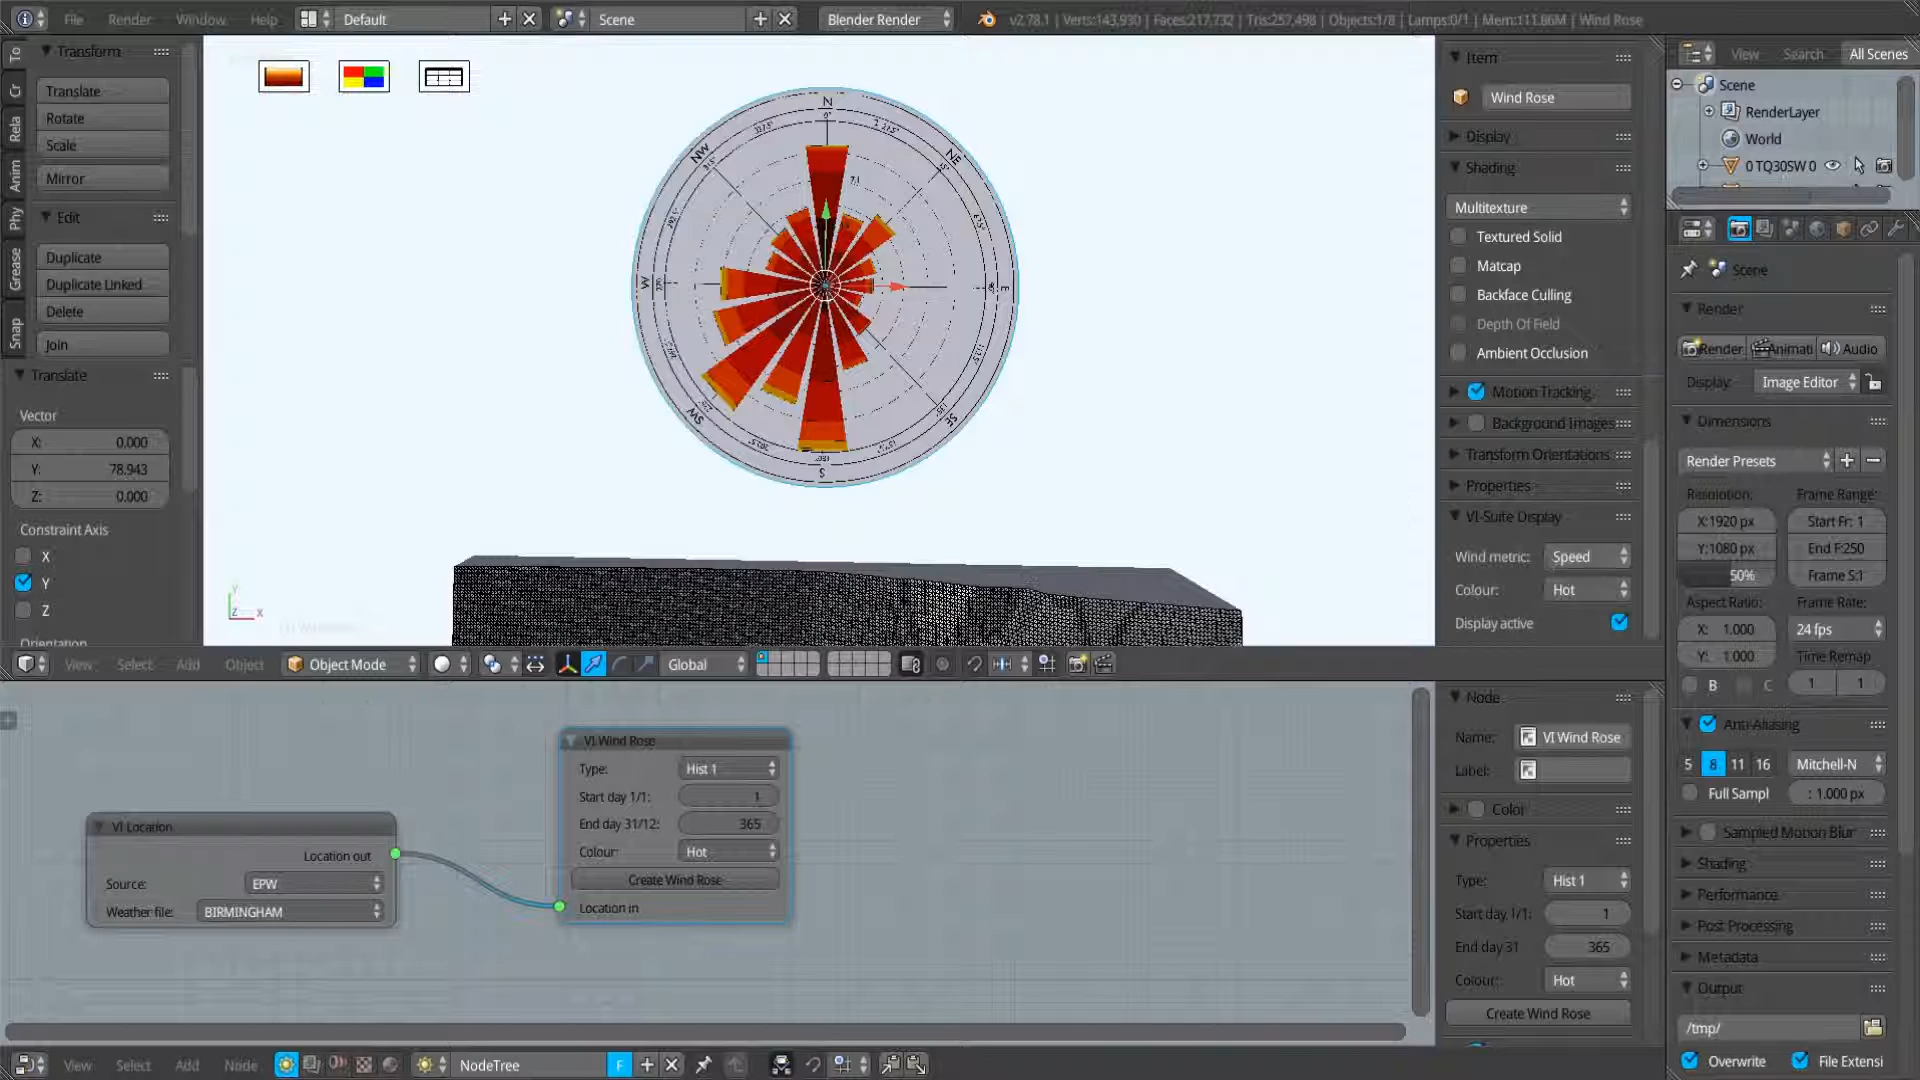 File Render Window Help Default Scene Blender Render v2.78.1 | Verts:143,930 | Faces:217,732 | Tris:257,498 | Objects:1/8 | Lamps:0/1 | Mem:111.86M | Wind Rose
Transform
Translate
Rotate
Scale
Mirror
Edit
Duplicate
Duplicate Linked
Delete
Join
To
Cr
Rela
Anim
Phy
Grease
Snap
Translate
Vector
X: 0.000
Y: 78.943
Z: 0.000
Constraint Axis
X
Y
Z
Orientation
N
NE
E
SE
S
SW
W
NW
Y
Z X
Item
Wind Rose
Display
Shading
Multitexture
Textured Solid
Matcap
Backface Culling
Depth Of Field
Ambient Occlusion
Motion Tracking
Background Images
Transform Orientations
Properties
VI-Suite Display
Wind metric: Speed
Colour: Hot
Display active
View Search All Scenes
Scene
RenderLayer
World
0 TQ30SW 0
Scene
Render
Render Animati Audio
Display: Image Editor
Dimensions
Render Presets
Resolution: Frame Range:
X:1920 px Start Fr: 1
Y:1080 px End F:250
50% Frame S:1
Aspect Ratio: Frame Rate:
X: 1.000 24 fps
Y: 1.000 Time Remap
B C 1 1
Anti-Aliasing
5 8 11 16 Mitchell-N
Full Sampl : 1.000 px
Sampled Motion Blur
Shading
Performance
Post Processing
Metadata
Output
/tmp/
Overwrite File Extensi
View Select Add Object Object Mode Global
VI Location
Location out
Source: EPW
Weather file: BIRMINGHAM
VI Wind Rose
Type: Hist 1
Start day 1/1: 1
End day 31/12: 365
Colour: Hot
Create Wind Rose
Location in
Node
Name: VI Wind Rose
Label:
Color
Properties
Type: Hist 1
Start day 1/1: 1
End day 31 365
Colour: Hot
Create Wind Rose
View Select Add Node NodeTree F